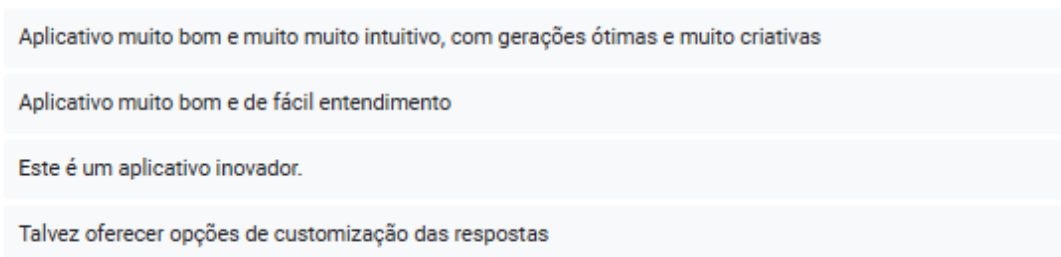 Aplicativo muito bom e muito muito intuitivo, com gerações ótimas e muito criativas
Aplicativo muito bom e de fácil entendimento
Este é um aplicativo inovador.
Talvez oferecer opções de customização das respostas